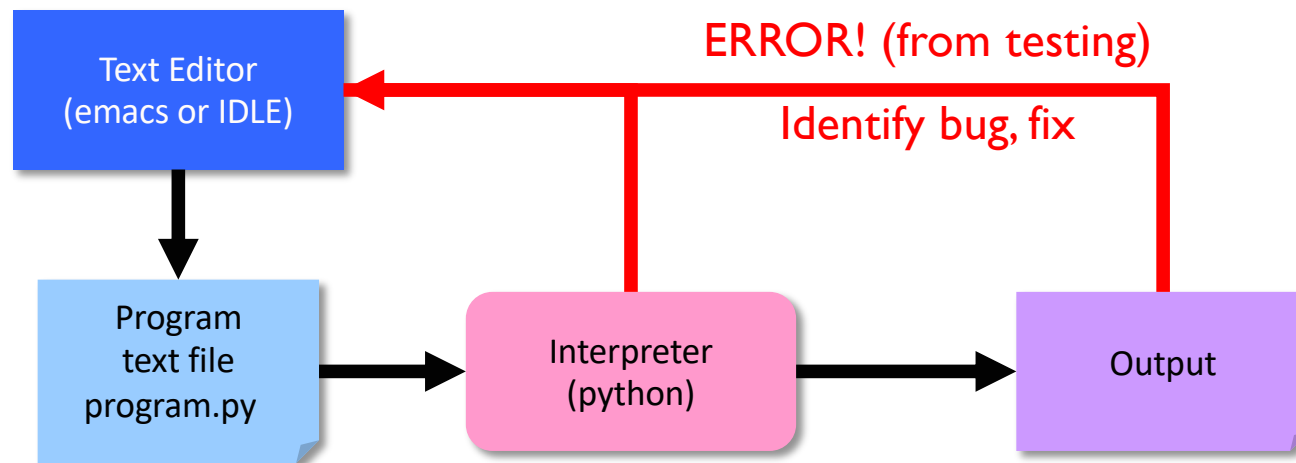 Text Editor
(emacs or IDLE)
ERROR! (from testing)
Identify bug, fix
Program
text file
program.py
Interpreter
(python)
Output